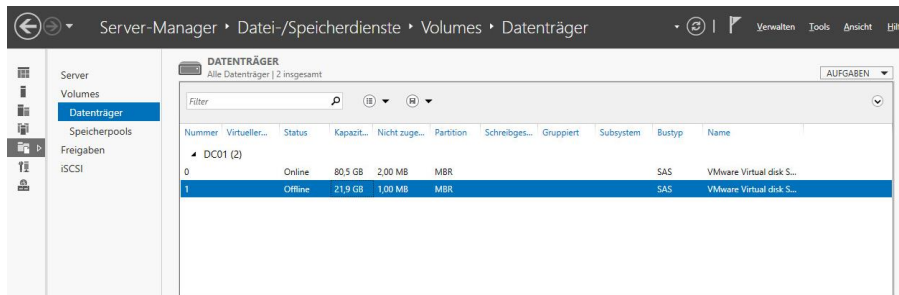 Server-Manager ‣ Datei-/Speicherdienste ‣ Volumes ‣ Datenträger
Verwalten Tools Ansicht
Server
Volumes
Datenträger
Speicherpools
Freigaben
iSCSI
DATENTRÄGER
Alle Datenträger | 2 insgesamt
AUFGABEN
Filter
Nummer Virtueller... Status Kapazit... Nicht zuge... Partition Schreibges... Gruppiert Subsystem Bustyp Name
DC01 (2)
0 Online 80,5 GB 2,00 MB MBR SAS VMware Virtual disk S...
1 Offline 21,9 GB 1,00 MB MBR SAS VMware Virtual disk S...